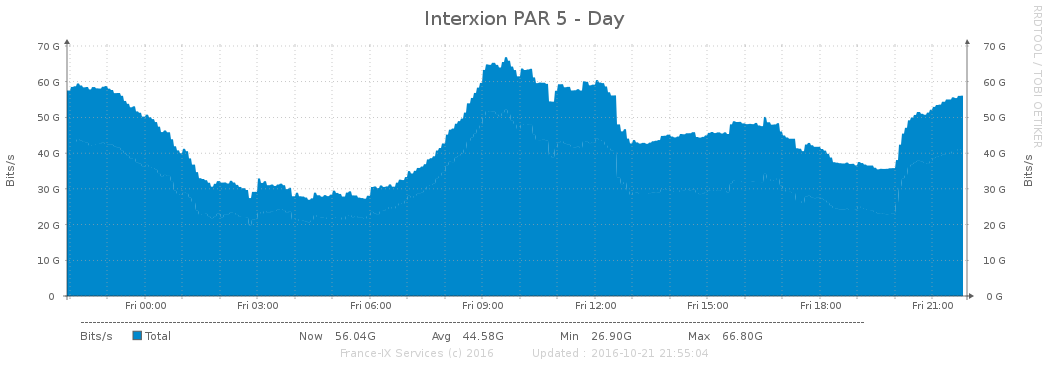 Interxion PAR 5 - Day
RRDTOOL / TOBI OETIKER
Bits/s
70 G
60 G
50 G
40 G
30 G
20 G
10 G
0
70 G
60 G
50 G
40 G
30 G
20 G
10 G
0 G
Bits/s
Fri 00:00 Fri 03:00 Fri 06:00 Fri 09:00 Fri 12:00 Fri 15:00 Fri 18:00 Fri 21:00
Bits/s Total Now 56.04G Avg 44.58G Min 26.90G Max 66.80G
France-IX Services (c) 2016 Updated : 2016-10-21 21:55:04